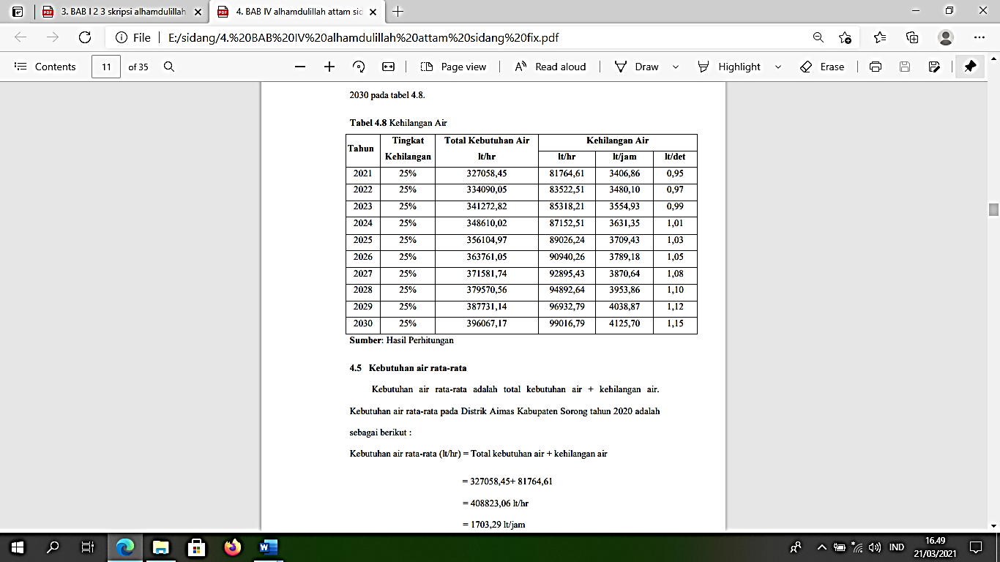 3. BAB I 2 3 skripsi alhamdulillah
4. BAB IV alhamdulillah attam sid
File E:/sidang/4.%20BAB%20IV%20alhamdulillah%20attam%20sidang%20fix.pdf
Contents 11 of 35 Page view Read aloud Draw Highlight Erase
2030 pada tabel 4.8.
Tabel 4.8 Kehilangan Air
Tahun Tingkat Kehilangan Total Kebutuhan Air lt/hr Kehilangan Air
lt/hr lt/jam lt/det
2021 25% 327058,45 81764,61 3406,86 0,95
2022 25% 334090,05 83522,51 3480,10 0,97
2023 25% 341272,82 85318,21 3554,93 0,99
2024 25% 348610,02 87152,51 3631,35 1,01
2025 25% 356104,97 89026,24 3709,43 1,03
2026 25% 363761,05 90940,26 3789,18 1,05
2027 25% 371581,74 92895,43 3870,64 1,08
2028 25% 379570,56 94892,64 3953,86 1,10
2029 25% 387731,14 96932,79 4038,87 1,12
2030 25% 396067,17 99016,79 4125,70 1,15
Sumber: Hasil Perhitungan
4.5 Kebutuhan air rata-rata
Kebutuhan air rata-rata adalah total kebutuhan air + kehilangan air.
Kebutuhan air rata-rata pada Distrik Aimas Kabupaten Sorong tahun 2020 adalah
sebagai berikut :
Kebutuhan air rata-rata (lt/hr) = Total kebutuhan air + kehilangan air
= 327058,45+ 81764,61
= 408823,06 lt/hr
= 1703,29 lt/jam
IND
16.49
21/03/2021